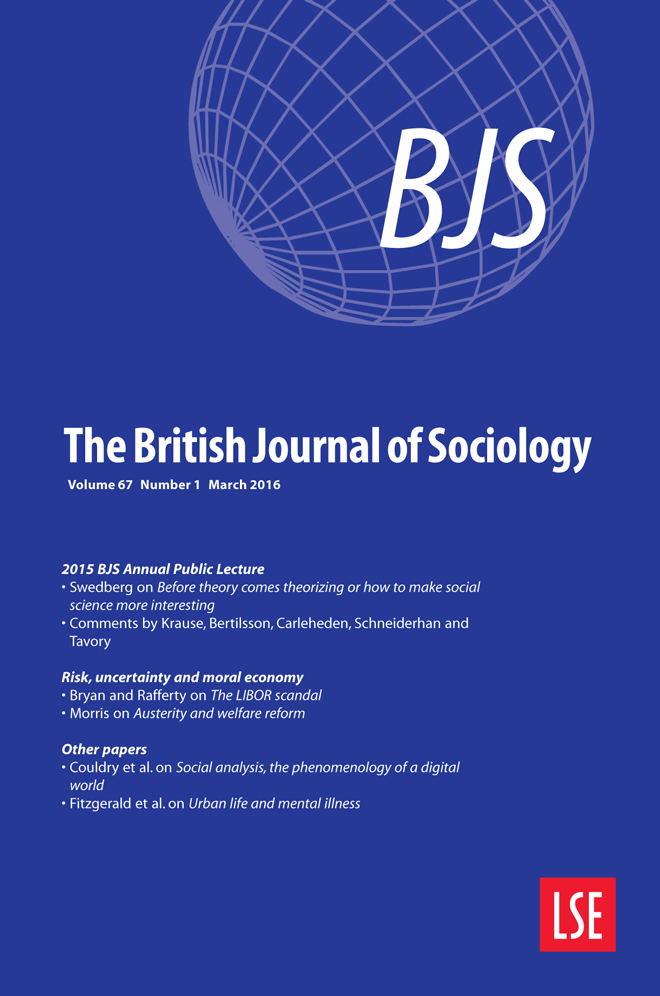 BJS
The British Journal of Sociology
Volume 67 Number 1 March 2016
2015 BJS Annual Public Lecture
• Swedberg on Before theory comes theorizing or how to make social
science more interesting
• Comments by Krause, Bertilsson, Carleheden, Schneiderhan and
Tavory
Risk, uncertainty and moral economy
• Bryan and Rafferty on The LIBOR scandal
• Morris on Austerity and welfare reform
Other papers
• Couldry et al. on Social analysis, the phenomenology of a digital
world
• Fitzgerald et al. on Urban life and mental illness
LSE